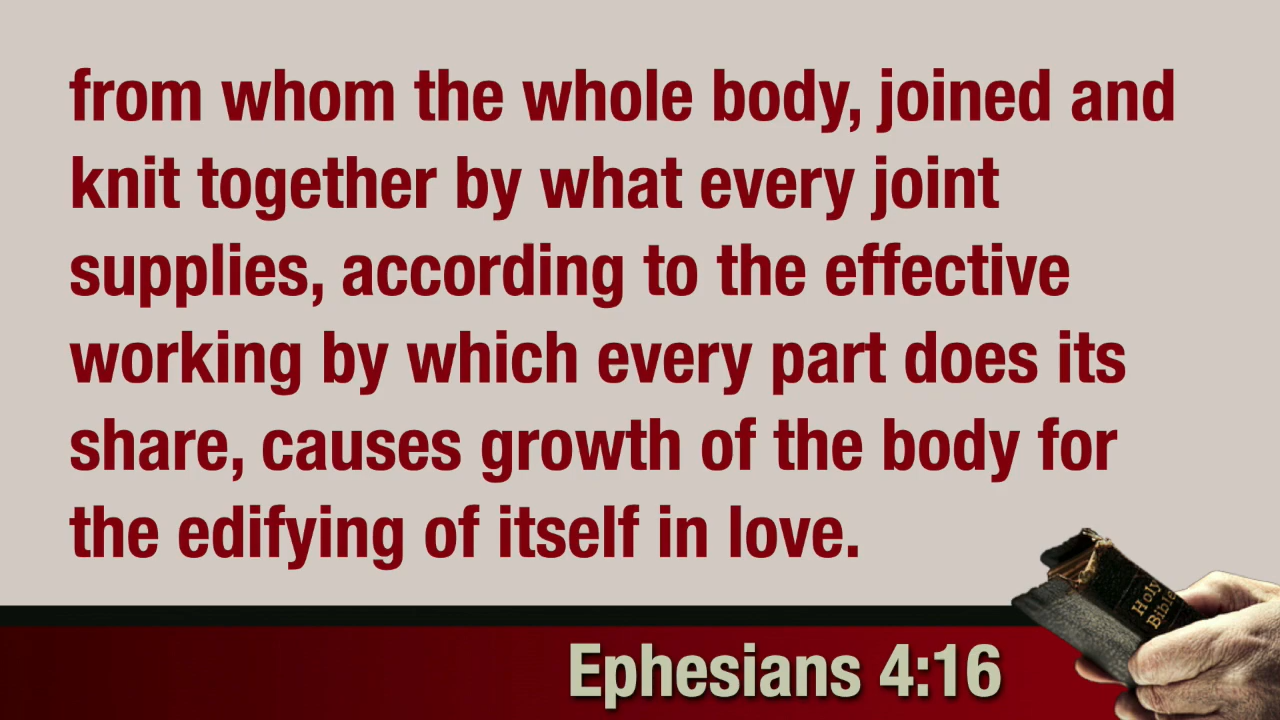 from whom the whole body, joined and
knit together by what every joint
supplies, according to the effective
working by which every part does its
share, causes growth of the body for
the edifying of itself in love.
Holy
Bible
Ephesians 4:16